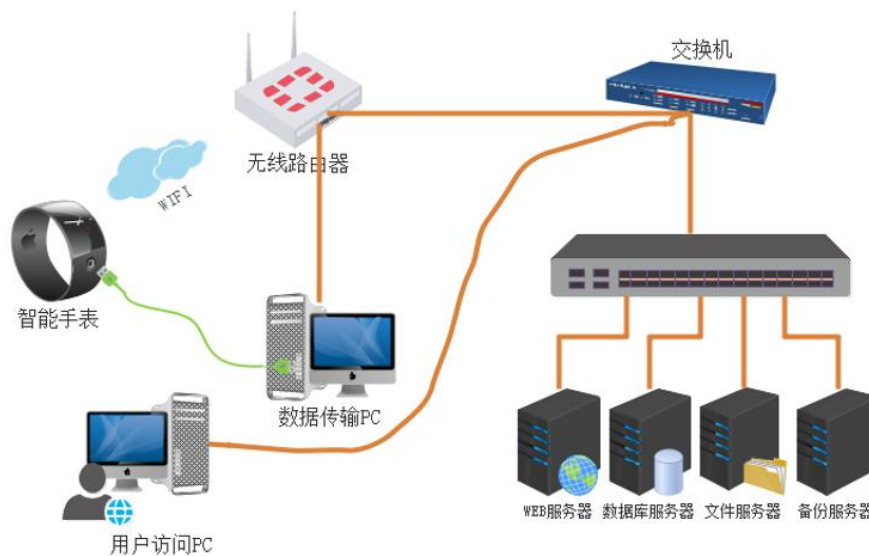 交换机
无线路由器
WIFI
智能手表
数据传输PC
WEB服务器
数据库服务器
文件服务器
备份服务器
用户访问PC